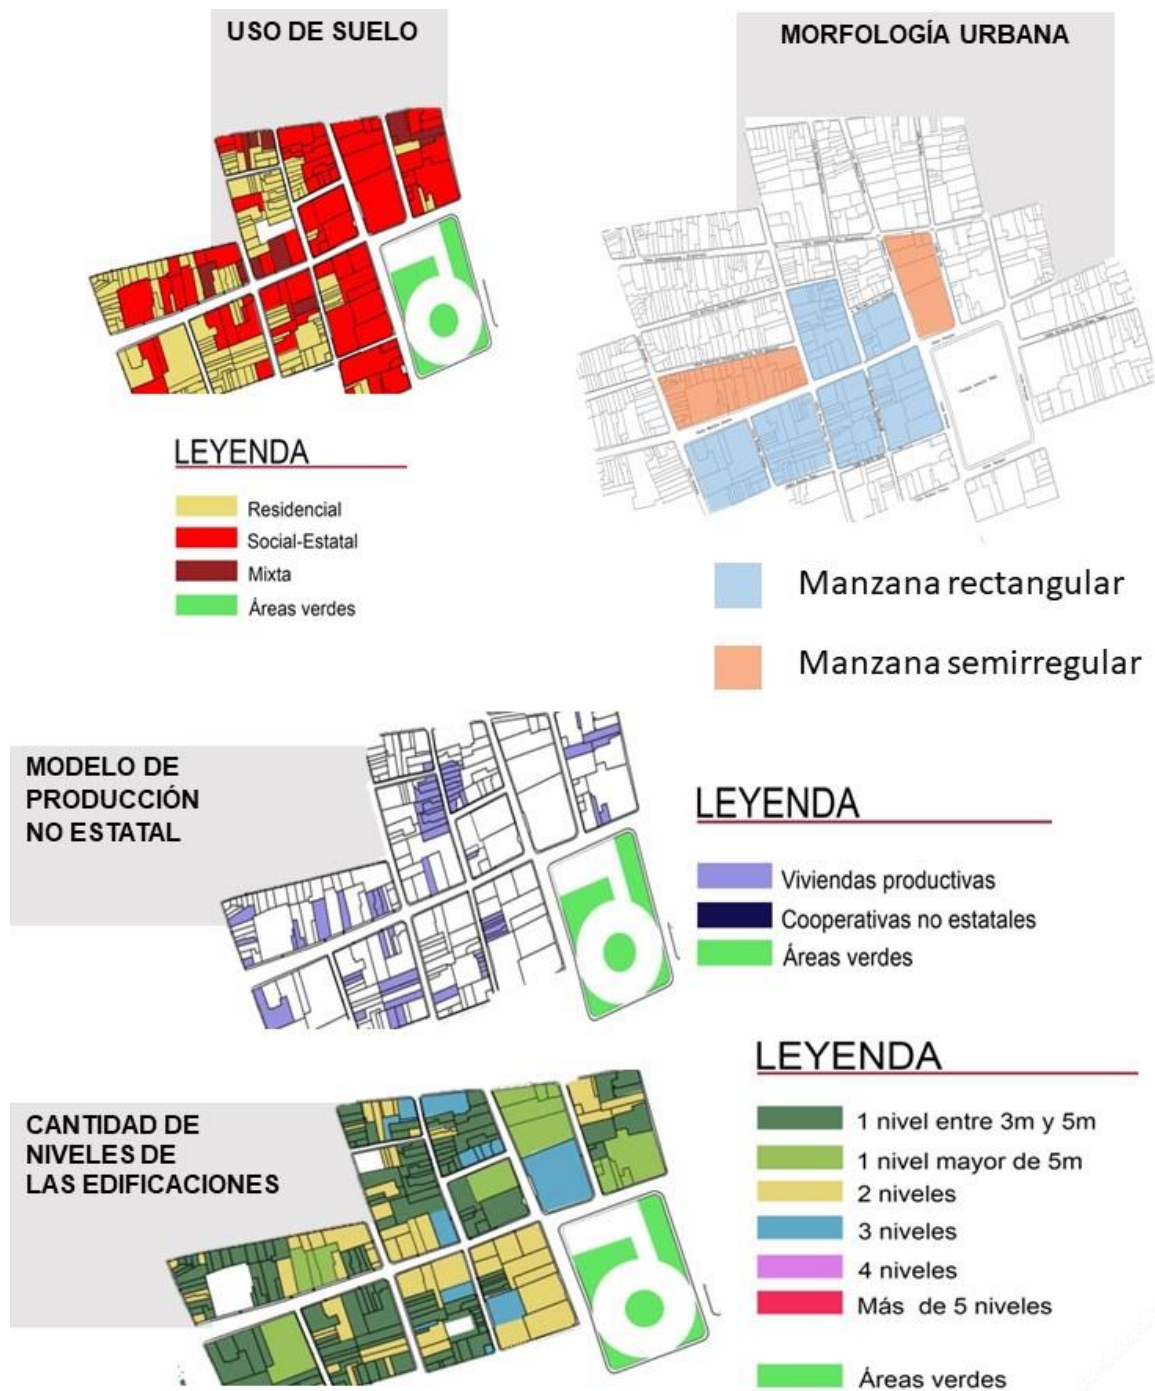 USO DE SUELO
MORFOLOGÍA URBANA
LEYENDA
Residencial
Social-Estatal
Mixta
Áreas verdes
Manzana rectangular
Manzana semirregular
MODELO DE
PRODUCCIÓN
NO ESTATAL
LEYENDA
Viviendas productivas
Cooperativas no estatales
Áreas verdes
CANTIDAD DE
NIVELES DE
LAS EDIFICACIONES
LEYENDA
1 nivel entre 3m y 5m
1 nivel mayor de 5m
2 niveles
3 niveles
4 niveles
Más de 5 niveles
Áreas verdes